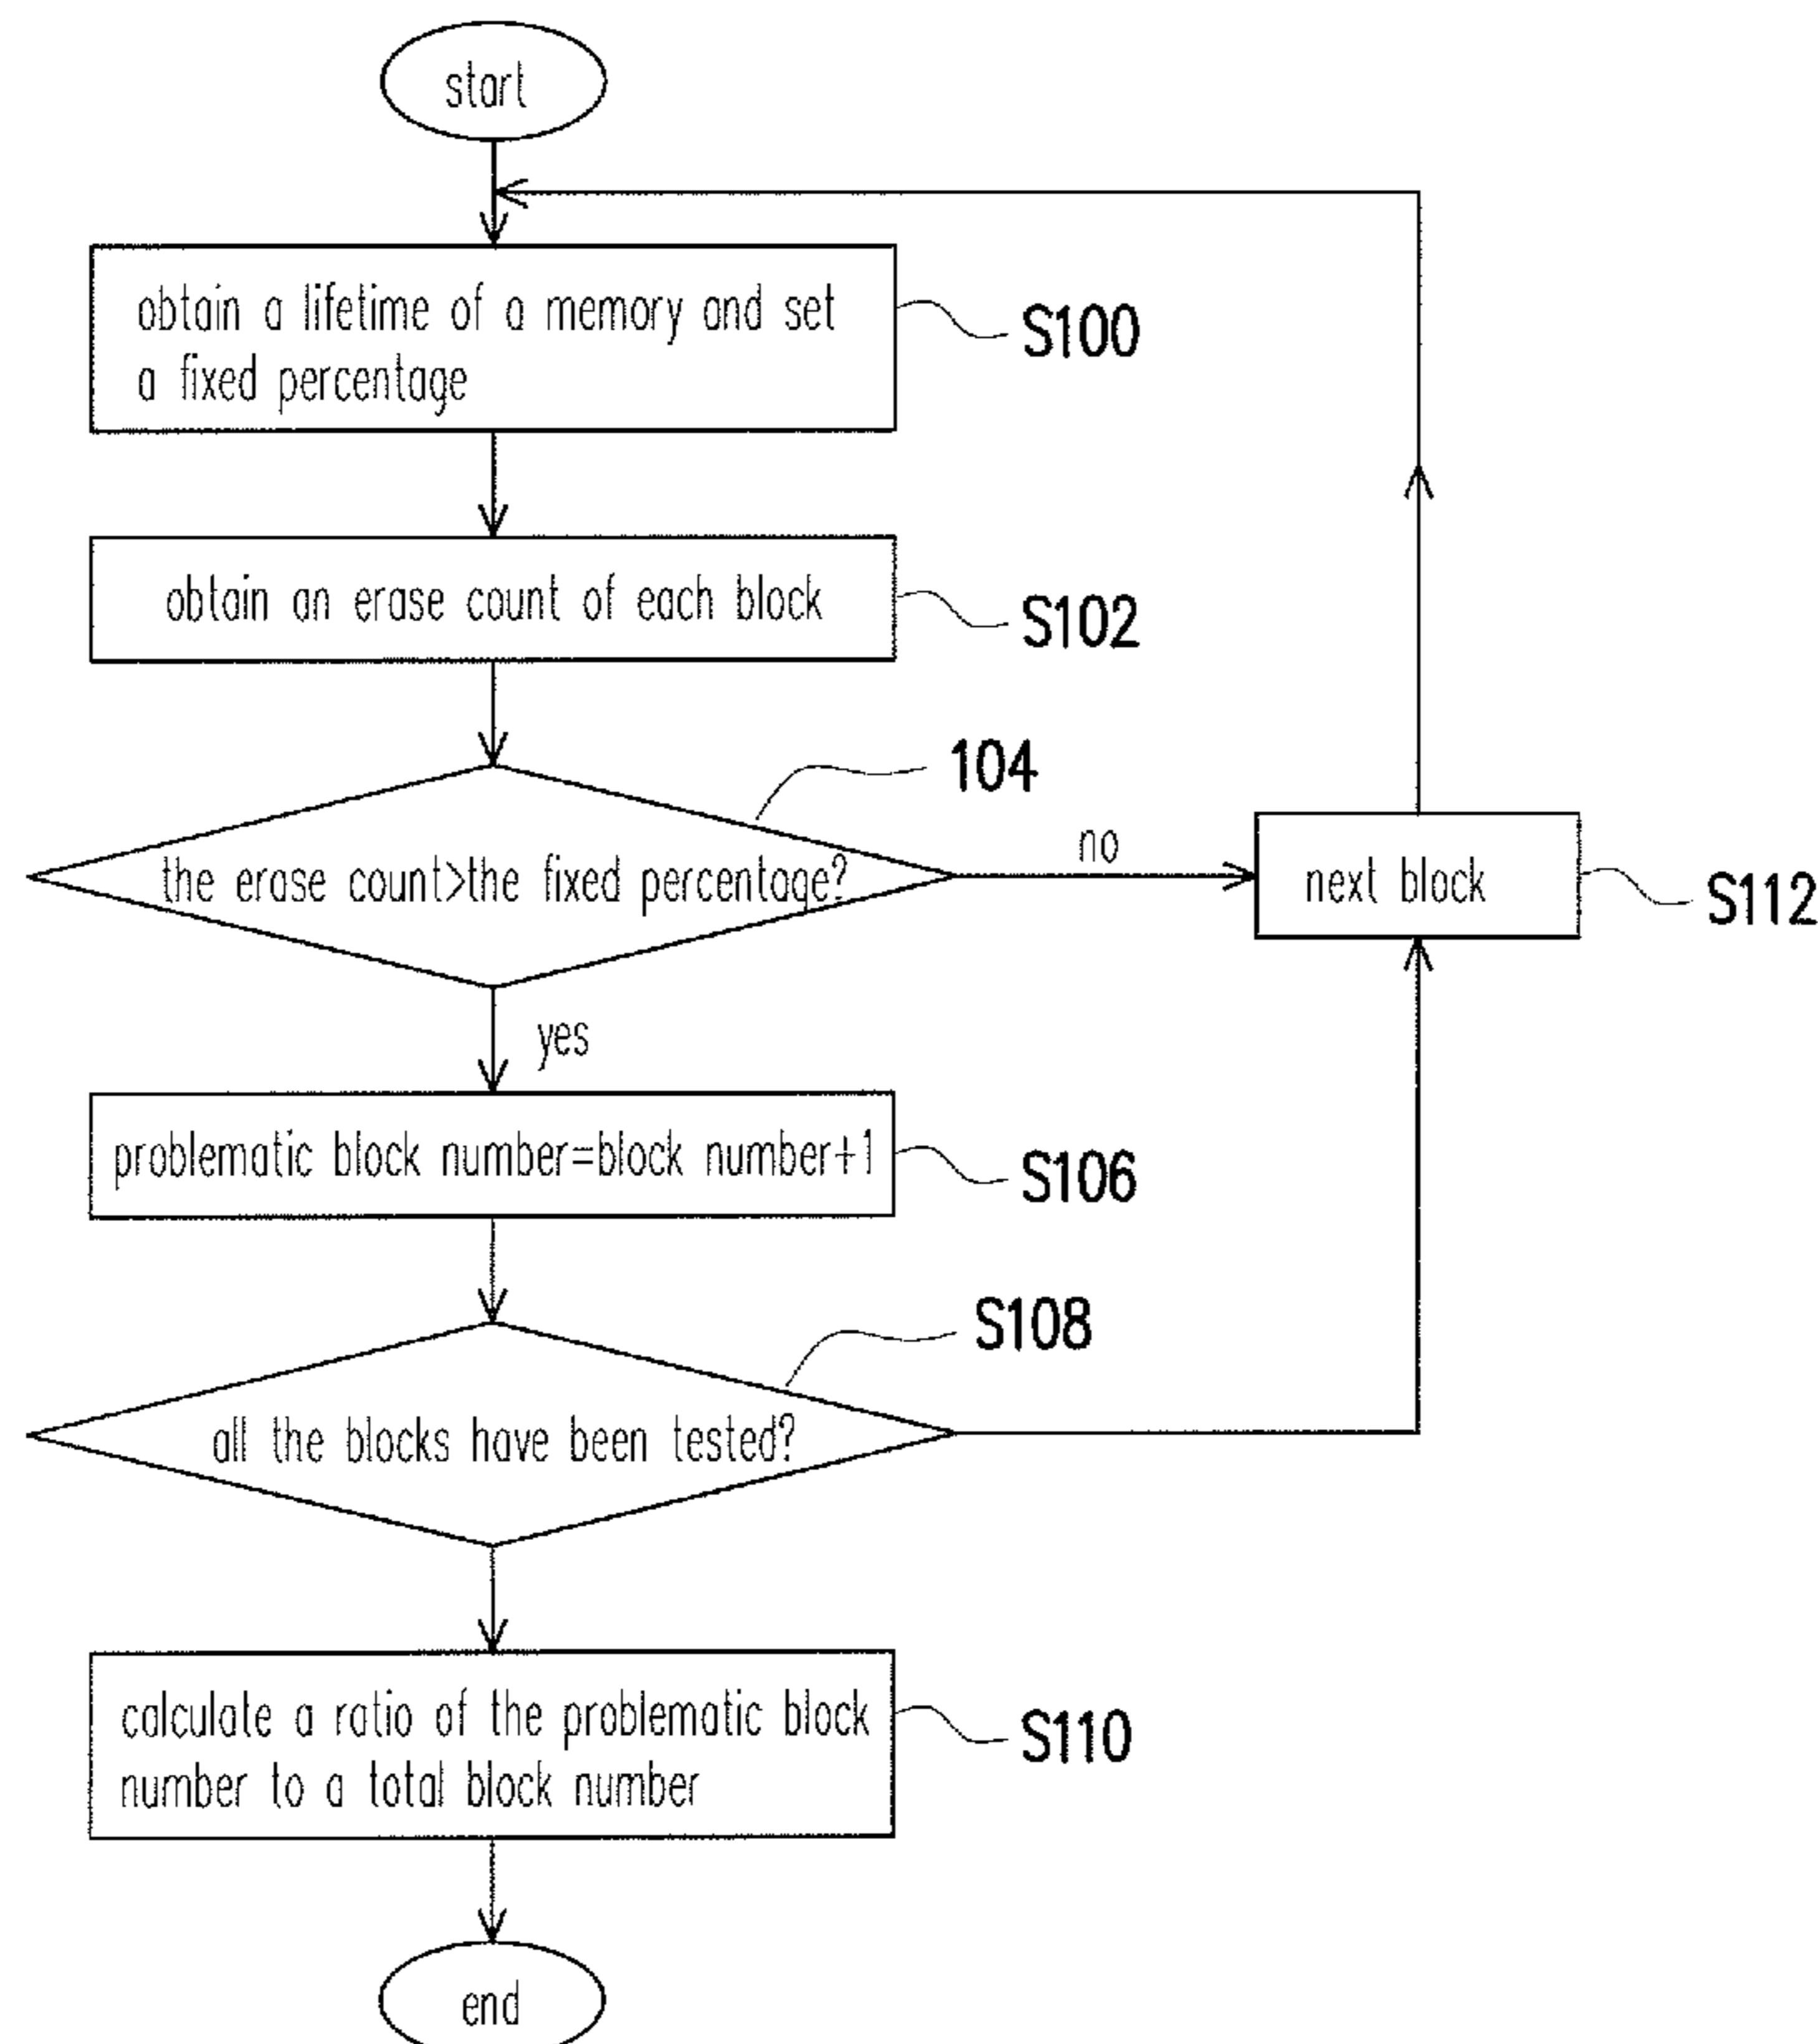 start
obtain a lifetime of a memory and set
a fixed percentage
S100
obtain an erase count of each block
S102
104
the erase count>the fixed percentage?
no
next block
S112
yes
problematic block number=block number+1
S106
S108
all the blocks have been tested?
calculate a ratio of the problematic block
number to a total block number
S110
end